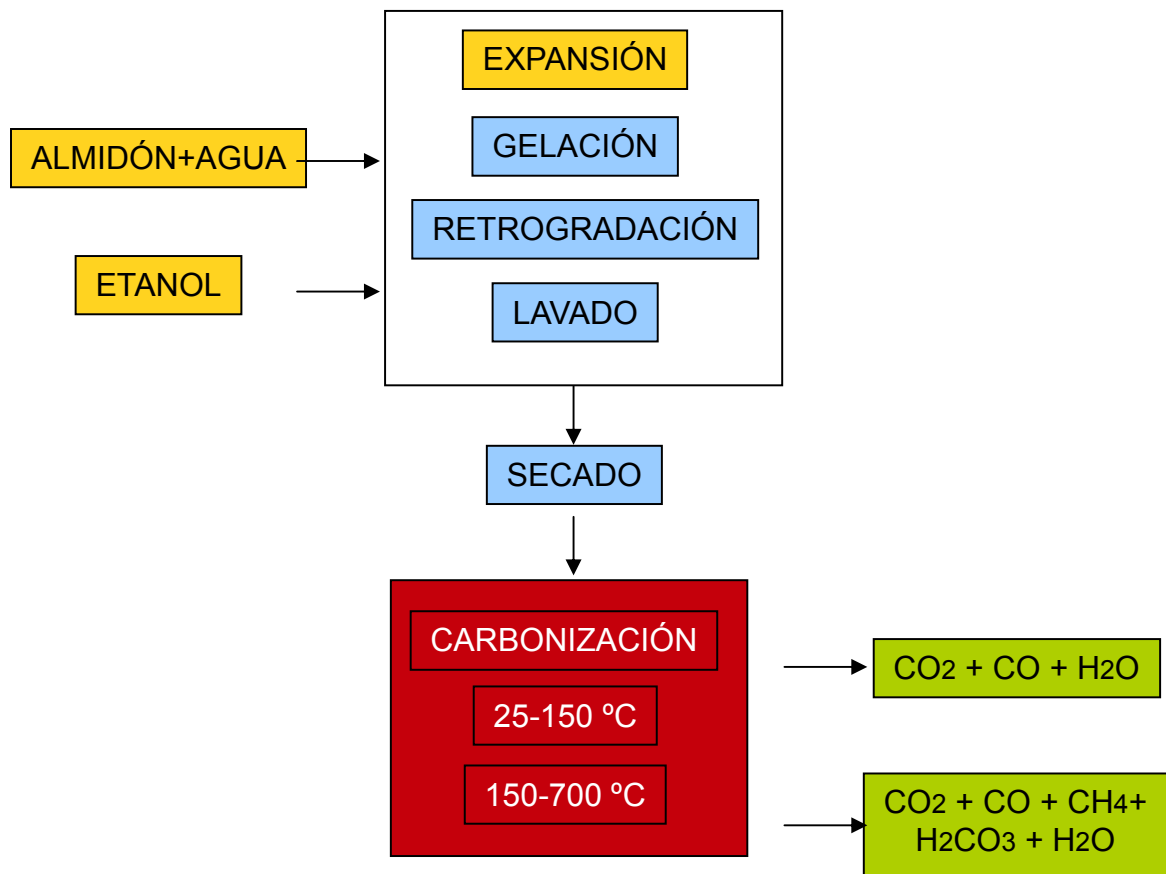 EXPANSIÓN
GELACIÓN
ALMIDÓN+AGUA
RETROGRADACIÓN
ETANOL
LAVADO
SECADO
CARBONIZACIÓN
CO2 + CO + H2O
25-150 ºC
150-700 ºC
CO2 + CO + CH4+
H2CO3 + H2O